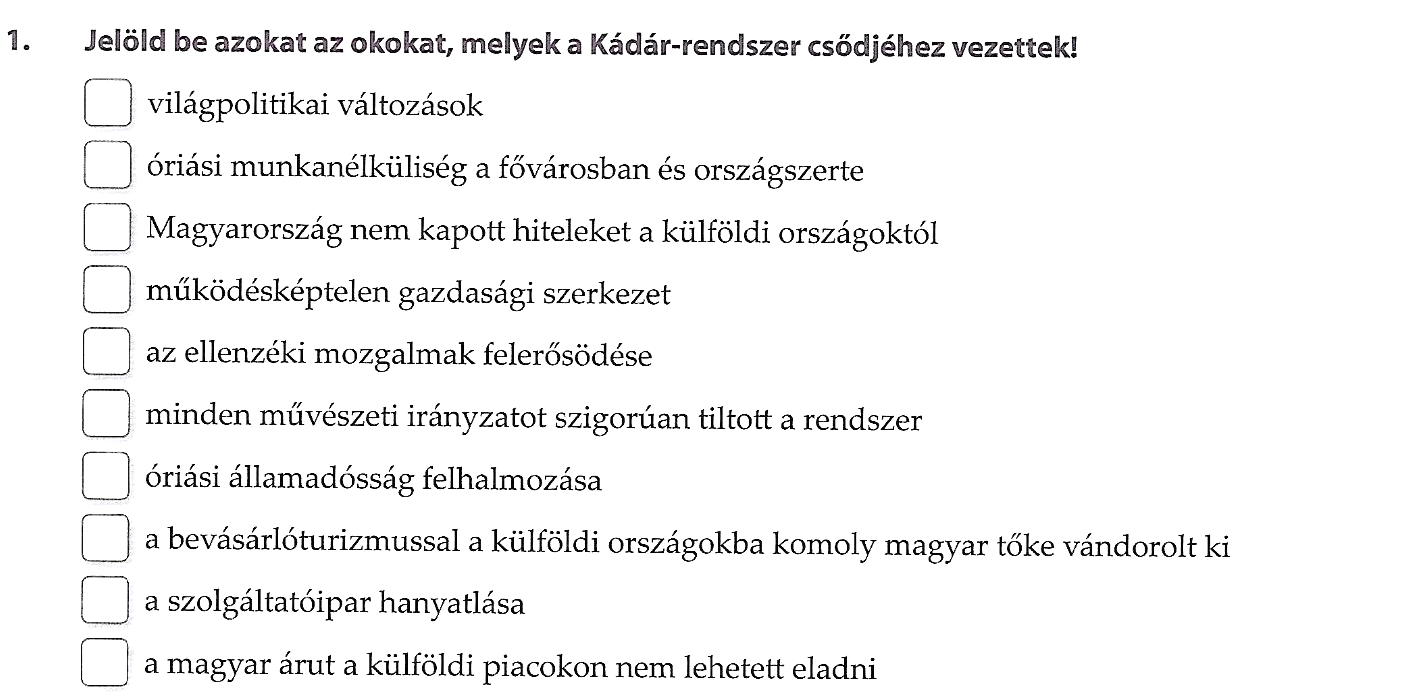 1. Jelöld be azokat az okokat, melyek a Kádár-rendszer csődjéhez vezettek!
világpolitikai változások
óriási munkanélküliség a fővárosban és országszerte
Magyarország nem kapott hiteleket a külföldi országoktól
működésképtelen gazdasági szerkezet
az ellenzéki mozgalmak felerősödése
minden művészeti irányzatot szigorúan tiltott a rendszer
óriási államadósság felhalmozása
a bevásárlóturizmussal a külföldi országokba komoly magyar tőke vándorolt ki
a szolgáltatóipar hanyatlása
a magyar árut a külföldi piacokon nem lehetett eladni